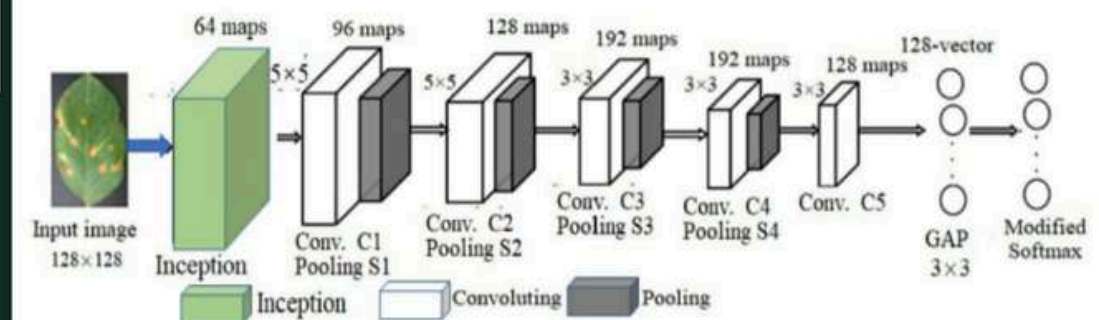 64 maps
96 maps
128 maps
192 maps
192 maps
128 maps
128-vector
5×5
5×5
3×3
3×3
3×3
Input image
128×128
Inception
Conv. C1
Pooling S1
Conv. C2
Pooling S2
Conv. C3
Pooling S3
Conv. C4
Pooling S4
Conv. C5
GAP
3×3
Modified
Softmax
Inception
Convoluting
Pooling